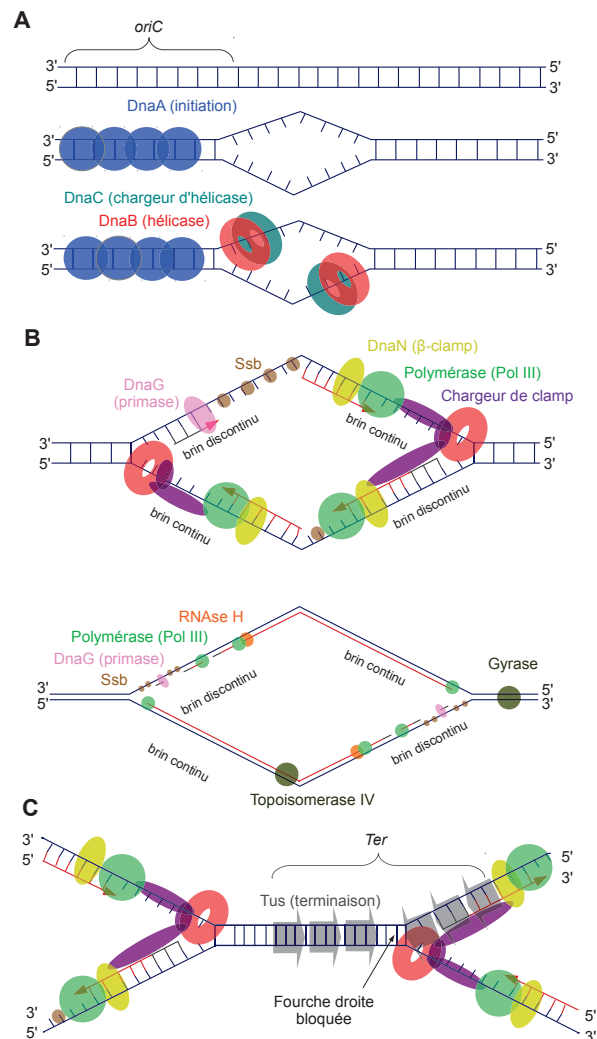 A
oriC
3' 5'
5' 5'
DnaA (initiation)
3' 5'
5' 3'
DnaC (chargeur d'hélicase)
DnaB (hélicase)
3' 5'
5' 3'
B
DnaN (β-clamp)
Ssb
Polymérase (Pol III)
DnaG
(primase)
Chargeur de clamp
brin discontinu
brin continu
3' 5'
5' 3'
brin continu
brin discontinu
RNAse H
Polymérase (Pol III)
DnaG (primase)
Ssb
brin continu
Gyrase
brin discontinu
3' 5'
5' 3'
brin continu
brin discontinu
Topoisomerase IV
C
Ter
3'
5'
5'
3'
Tus (terminaison)
Fourche droite
bloquée
3'
5'
5'
3'